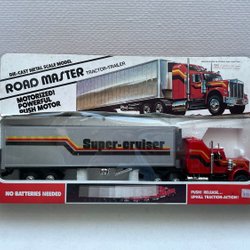 DIE-CAST METAL SCALE MODEL
ROAD MASTER
TRACTOR-TRAILER
MOTORIZED!
POWERFUL
PUSH MOTOR
Super-cruiser
NO BATTERIES NEEDED
PUSH · RELEASE...
UPHILL TRACTION-ACTION!